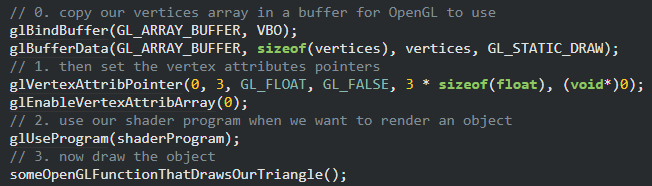 // 0. copy our vertices array in a buffer for OpenGL to use
glBindBuffer(GL_ARRAY_BUFFER, VBO);
glBufferData(GL_ARRAY_BUFFER, sizeof(vertices), vertices, GL_STATIC_DRAW);
// 1. then set the vertex attributes pointers
glVertexAttribPointer(0, 3, GL_FLOAT, GL_FALSE, 3 * sizeof(float), (void*)0);
glEnableVertexAttribArray(0);
// 2. use our shader program when we want to render an object
glUseProgram(shaderProgram);
// 3. now draw the object
someOpenGLFunctionThatDrawsOurTriangle();